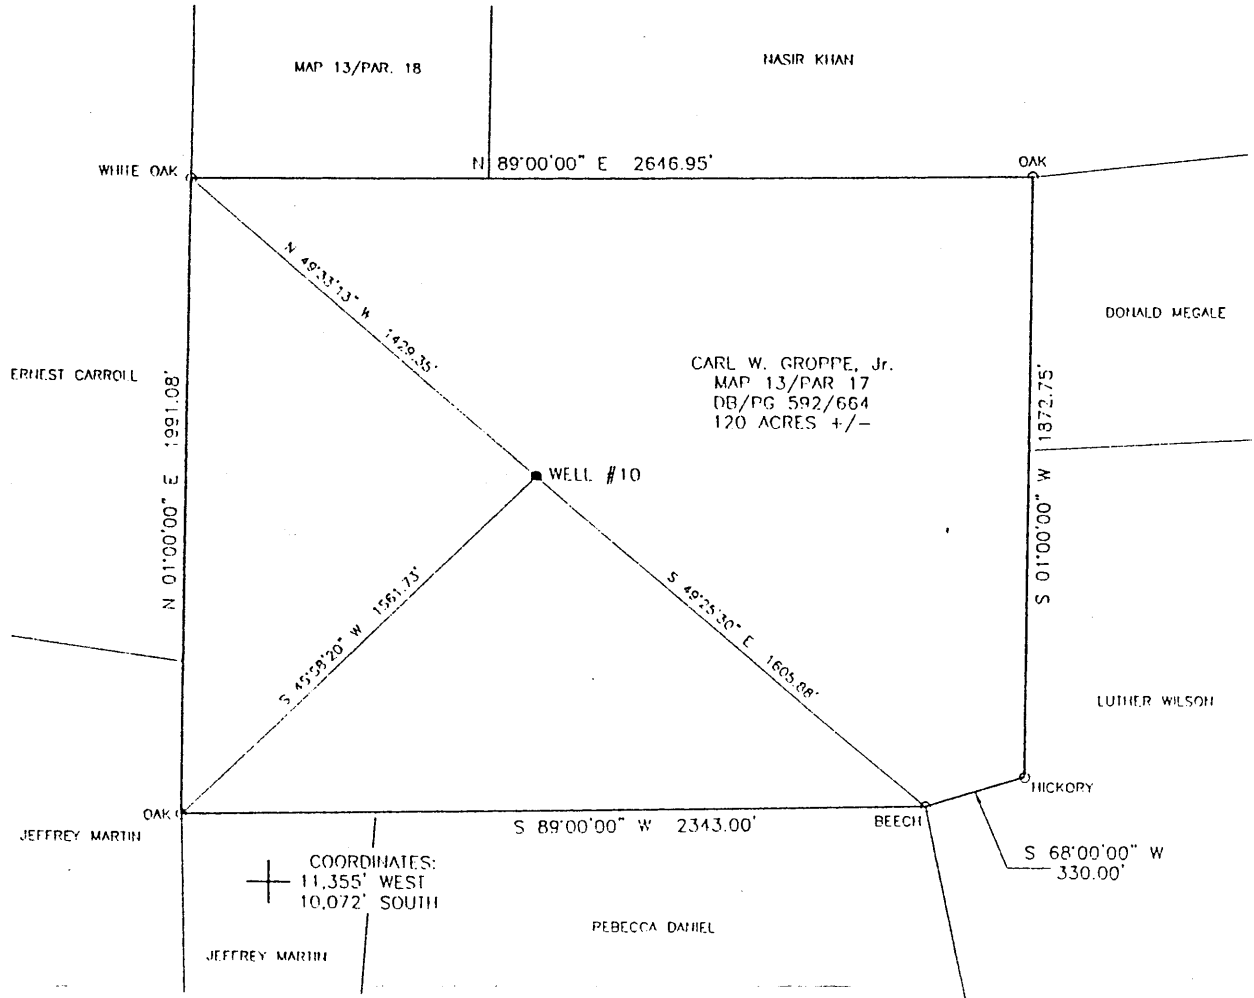 NASIR KHAN
MAP 13/PAR. 18
WHITE OAK
N 89°00'00" E 2646.95'
OAK
N 49°33'13" W 1429.35'
DONALD MEGALE
ERNEST CARROLL
N 01°00'00" E 1991.08'
CARL W. GROPPE, Jr.
MAP 13/PAR 17
DB/PG 592/664
120 ACRES +/-
S 01°00'00" W 1872.75'
WELL #10
S 45°58'20" W 1561.73'
S 49°25'30" E 1605.88'
LUTHER WILSON
HICKORY
OAK
BEECH
S 89°00'00" W 2343.00'
JEFFREY MARTIN
S 68°00'00" W
330.00'
COORDINATES:
11,355' WEST
10,072' SOUTH
REBECCA DANIEL
JEFFREY MARTIN